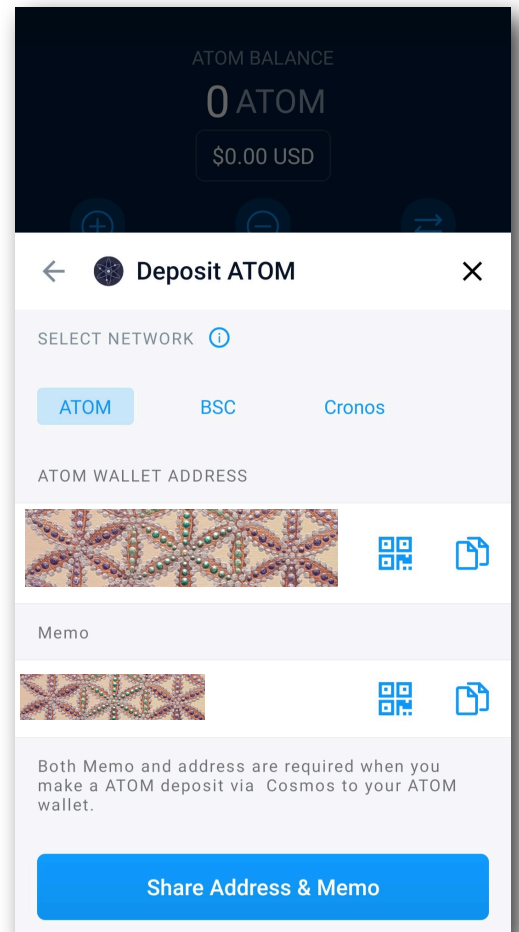 ATOM BALANCE
0 ATOM
$0.00 USD
Deposit ATOM
SELECT NETWORK
ATOM BSC Cronos
ATOM WALLET ADDRESS
Memo
Both Memo and address are required when you
make a ATOM deposit via Cosmos to your ATOM
wallet.
Share Address & Memo